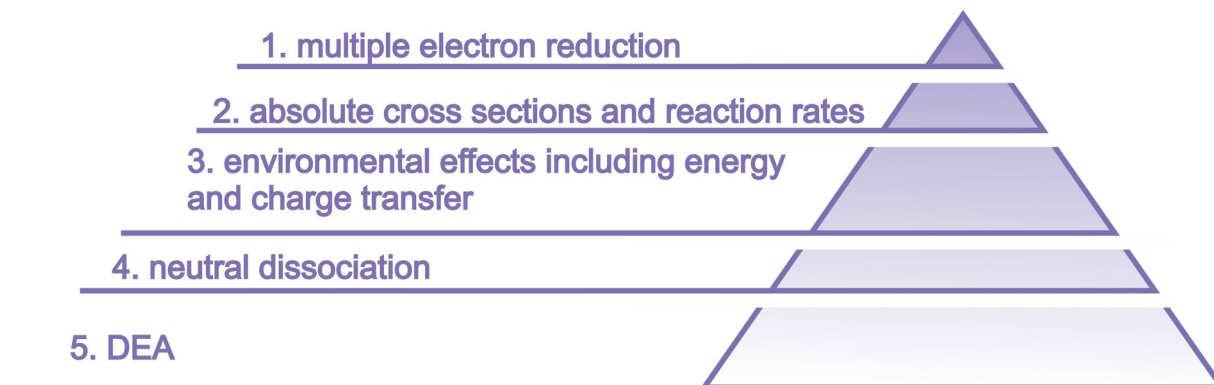 1. multiple electron reduction
2. absolute cross sections and reaction rates
3. environmental effects including energy
and charge transfer
4. neutral dissociation
5. DEA